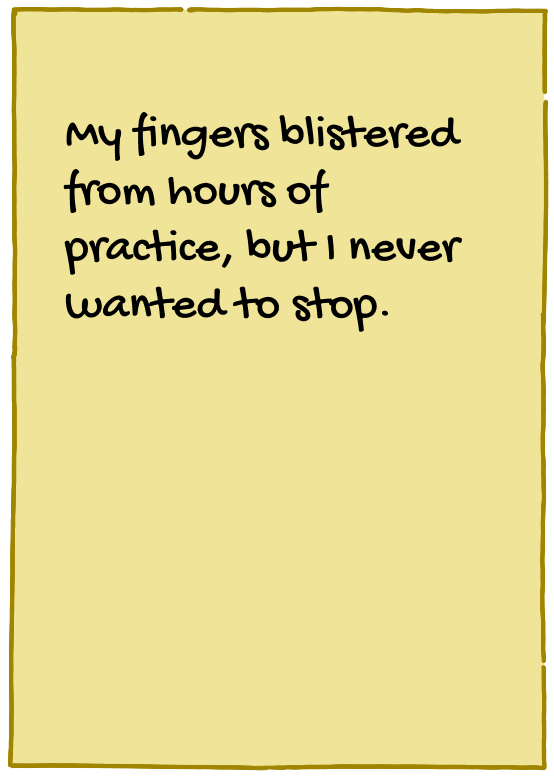 My fingers blistered
from hours of
practice, but I never
wanted to stop.